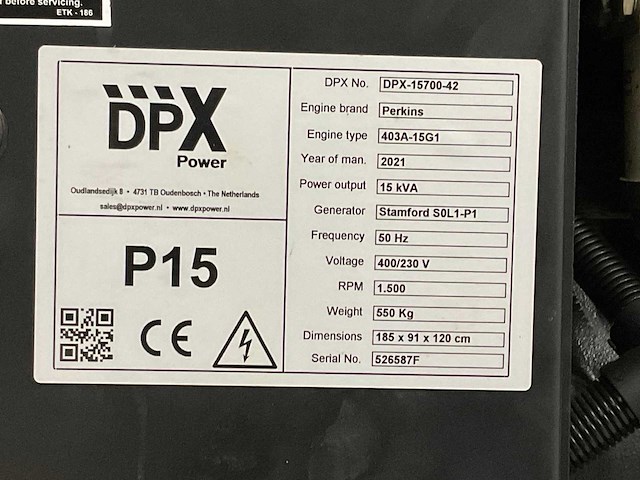 before servicing.
ETK - 186
DPX
Power
Oudlandsedijk 8 • 4731 TB Oudenbosch • The Netherlands
sales@dpxpower.nl • www.dpxpower.nl
P15
CE
DPX No. DPX-15700-42
Engine brand Perkins
Engine type 403A-15G1
Year of man. 2021
Power output 15 kVA
Generator Stamford S0L1-P1
Frequency 50 Hz
Voltage 400/230 V
RPM 1.500
Weight 550 Kg
Dimensions 185 x 91 x 120 cm
Serial No. 526587F